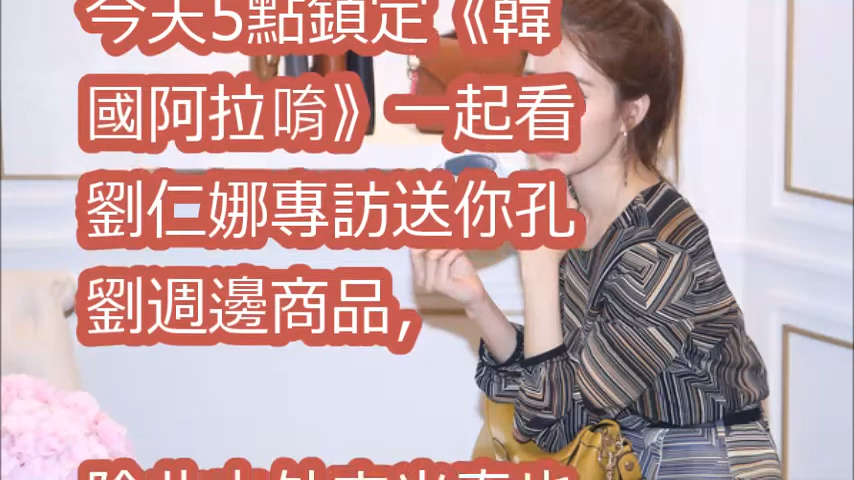 今天5點鎖定《韓
國阿拉唷》一起看
劉仁娜專訪送你孔
劉週邊商品,